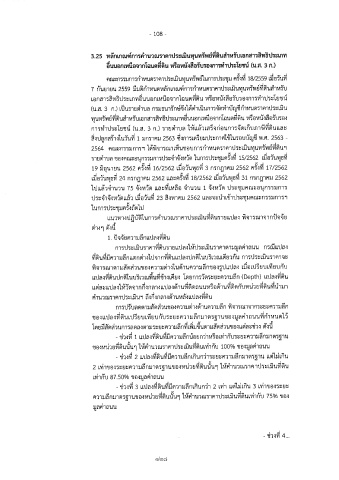 - 108 -
3.25 หลักเกณฑ์การคำนวณราคาประเมินทุนทรัพย์ที่ดินสำหรับเอกสารสิทธิประเภท
อื่นนอกเหนือจากโฉนดที่ดิน หรือหนังสือรับรองการทำประโยชน์ (น.ส. 3 ก.)
คณะกรรมการกำหนดราคาประเมินทุนทรัพย์ในการประชุม ครั้งที่ 38/2559 เมื่อวันที่
7 กันยายน 2559 มีมติกำหนดหลักเกณฑ์การกำหนดราคาประเมินทุนทรัพย์ที่ดินสำหรับ
เอกสารสิทธิประเภทอื่นนอกเหนือจากโฉนดที่ดิน หรือหนังสือรับรองการทำประโยชน์
(น.ส. 3 ก.) เป็นรายตำบล กรมธนารักษ์จึงได้ดำเนินการจัดทำบัญชีกำหนดราคาประเมิน
ทุนทรัพย์ที่ดินสำหรับเอกสารสิทธิประเภทอื่นนอกเหนือจากโฉนดที่ดิน หรือหนังสือรับรอง
การทำประโยชน์ (น.ส. 3 ก.) รายตำบล ให้แล้วเสร็จก่อนการจัดเก็บภาษีที่ดินและ
สิ่งปลูกสร้างในวันที่ 1 มกราคม 2563 ซึ่งการเตรียมประกาศใช้ในรอบบัญชี พ.ศ. 2563 -
2564 คณะกรรมการฯ ได้พิจารณาเห็นชอบการกำหนดราคาประเมินทุนทรัพย์ที่ดินฯ
รายตำบล ของคณะอนุกรรมการประจำจังหวัด ในการประชุมครั้งที่ 15/2562 เมื่อวันพุธที่
19 มิถุนายน 2562 ครั้งที่ 16/2562 เมื่อวันพุธที่ 3 กรกฎาคม 2562 ครั้งที่ 17/2562
เมื่อวันพุธที่ 24 กรกฎาคม 2562 และครั้งที่ 18/2562 เมื่อวันพุธที่ 31 กรกฎาคม 2562
ไปแล้วจำนวน 75 จังหวัด และที่เหลือ จำนวน 1 จังหวัด ประชุมคณะอนุกรรมการ
ประจำจังหวัดแล้ว เมื่อวันที่ 23 สิงหาคม 2562 และจะนำเข้าประชุมคณะกรรมการฯ
ในการประชุมครั้งถัดไป
แนวทางปฏิบัติในการคำนวณราคาประเมินที่ดินรายแปลง พิจารณาจากปัจจัย
ต่างๆ ดังนี้
1. ปัจจัยความลึกแปลงที่ดิน
การประเมินราคาที่ดินรายแปลงให้ประเมินราคาตามมูลค่าถนน กรณีแปลง
ที่ดินที่มีความลึกแตกต่างไปจากที่ดินแปลงปกติในบริเวณเดียวกัน การประเมินราคาจะ
พิจารณาตามสัดส่วนของความต่างในด้านความลึกของรูปแปลง เมื่อเปรียบเทียบกับ
แปลงที่ดินปกติในบริเวณพื้นที่ข้างเคียง โดยการวัดระยะความลึก (Depth) แปลงที่ดิน
แต่ละแปลงให้วัดจากกึ่งกลางแปลงด้านที่ติดถนนหรือด้านที่ติดกับหน่วยที่ดินที่นำมา
คำนวณราคาประเมินฯ ถึงกึ่งกลางด้านหลังแปลงที่ดิน
การปรับลดตามสัดส่วนของความต่างด้านความลึก พิจารณาจากระยะความลึก
ของแปลงที่ดินเปรียบเทียบกับระยะความลึกมาตรฐานของมูลค่าถนนที่กำหนดไว้
โดยมีสัดส่วนการลดลงตามระยะความลึกที่เพิ่มขึ้นตามสัดส่วนของแต่ละช่วง ดังนี้
- ช่วงที่ 1 แปลงที่ดินที่มีความลึกน้อยกว่าหรือเท่ากับระยะความลึกมาตรฐาน
ของหน่วยที่ดินนั้นๆ ให้คำนวณราคาประเมินที่ดินเท่ากับ 100% ของมูลค่าถนน
- ช่วงที่ 2 แปลงที่ดินที่มีความลึกเกินกว่าระยะความลึกมาตรฐาน แต่ไม่เกิน
2 เท่าของระยะความลึกมาตรฐานของหน่วยที่ดินนั้นๆ ให้คำนวณราคาประเมินที่ดิน
เท่ากับ 87.50% ของมูลค่าถนน
- ช่วงที่ 3 แปลงที่ดินที่มีความลึกเกินกว่า 2 เท่า แต่ไม่เกิน 3 เท่าของระยะ
ความลึกมาตรฐานของหน่วยที่ดินนั้นๆ ให้คำนวณราคาประเมินที่ดินเท่ากับ 75% ของ
มูลค่าถนน
- ช่วงที่ 4...